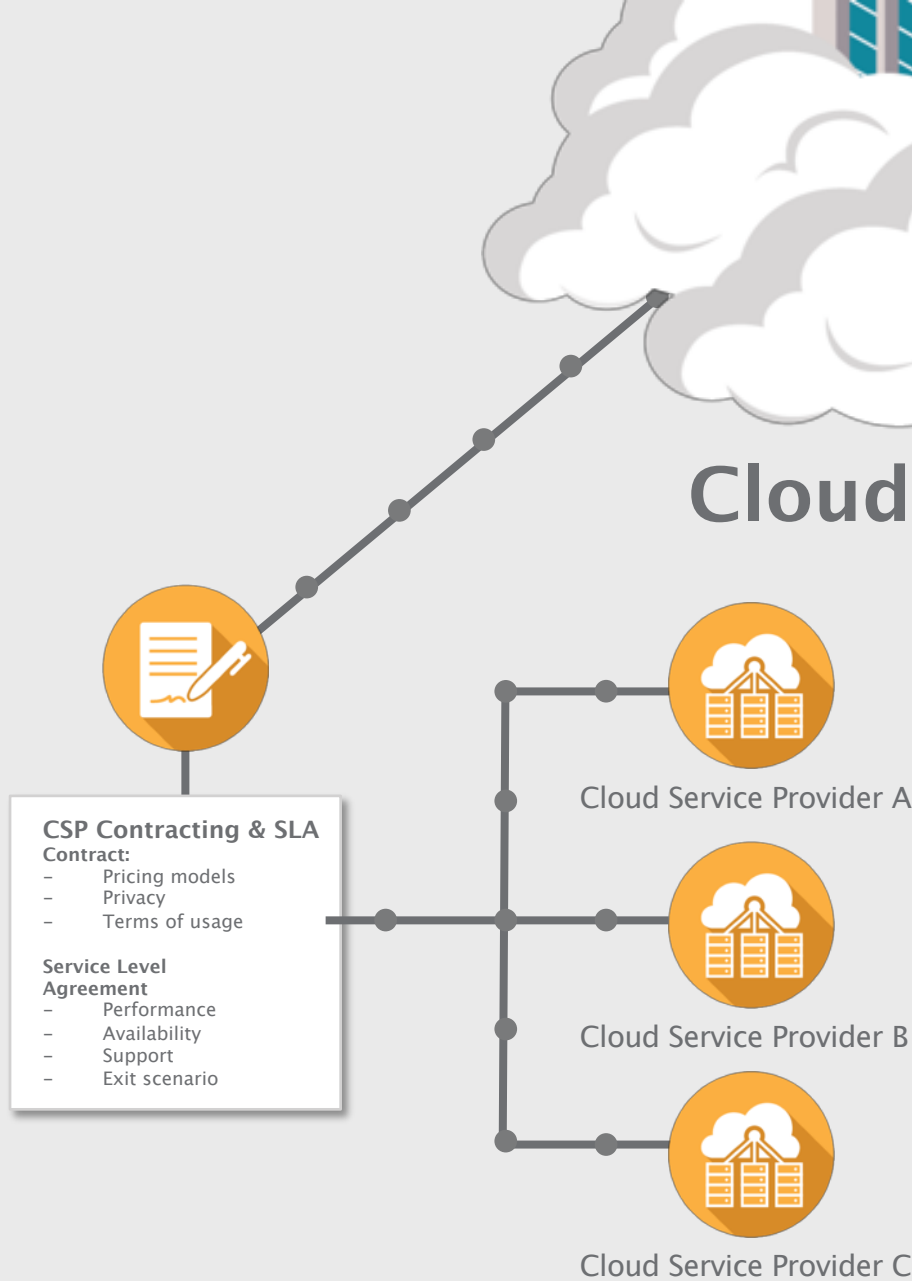 Cloud
Cloud Service Provider A
CSP Contracting & SLA
Contract:
- Pricing models
- Privacy
- Terms of usage
Service Level
Agreement
- Performance
- Availability
- Support
- Exit scenario
Cloud Service Provider B
Cloud Service Provider C